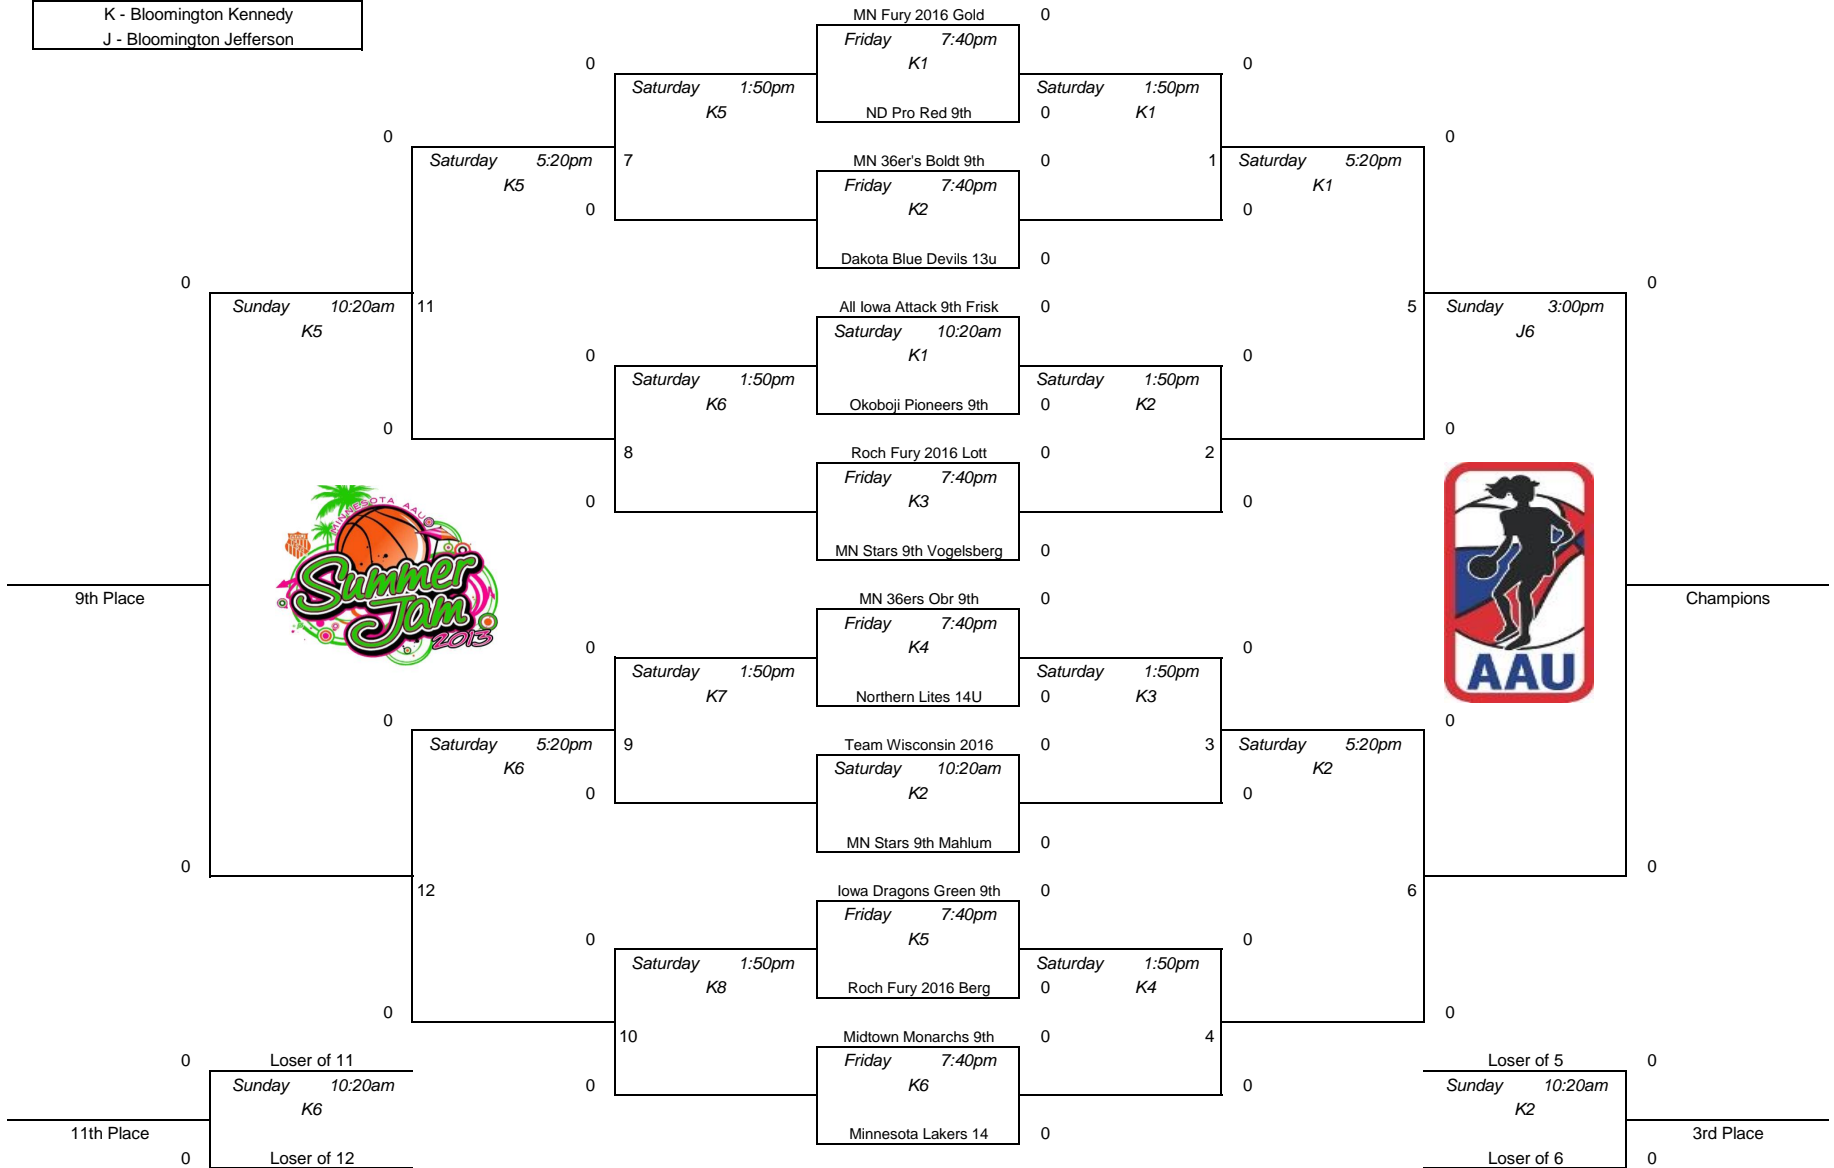 K - Bloomington Kennedy
J - Bloomington Jefferson
MN Fury 2016 Gold 0
Friday 7:40pm
K1
0 0
Saturday 1:50pm Saturday 1:50pm
K5 ND Pro Red 9th 0 K1
0 0
Saturday 5:20pm 7 MN 36er's Boldt 9th 0 1 Saturday 5:20pm
K5 Friday 7:40pm K1
0 K2 0
Dakota Blue Devils 13u 0
0 0
Sunday 10:20am 11 All Iowa Attack 9th Frisk 0 5 Sunday 3:00pm
K5 Saturday 10:20am J6
0 K1 0
Saturday 1:50pm Saturday 1:50pm
K6 Okoboji Pioneers 9th 0 K2
0 0
8 Roch Fury 2016 Lott 0 2
Friday 7:40pm
0 K3 0
MN Stars 9th Vogelsberg 0
MINNESOTA AAU
Summer
Jam
2013
AAU
9th Place MN 36ers Obr 9th 0 Champions
Friday 7:40pm
0 K4 0
Saturday 1:50pm Saturday 1:50pm
K7 Northern Lites 14U 0 K3
0 0
Saturday 5:20pm 9 Team Wisconsin 2016 0 3 Saturday 5:20pm
K6 Saturday 10:20am K2
0 K2 0
MN Stars 9th Mahlum 0
0 0
12 Iowa Dragons Green 9th 0 6
Friday 7:40pm
0 K5 0
Saturday 1:50pm Saturday 1:50pm
K8 Roch Fury 2016 Berg 0 K4
0 0
10 Midtown Monarchs 9th 0 4
0 Loser of 11 Friday 7:40pm Loser of 5 0
Sunday 10:20am 0 K6 0 Sunday 10:20am
K6 K2
11th Place Minnesota Lakers 14 0 3rd Place
0 Loser of 12 Loser of 6 0